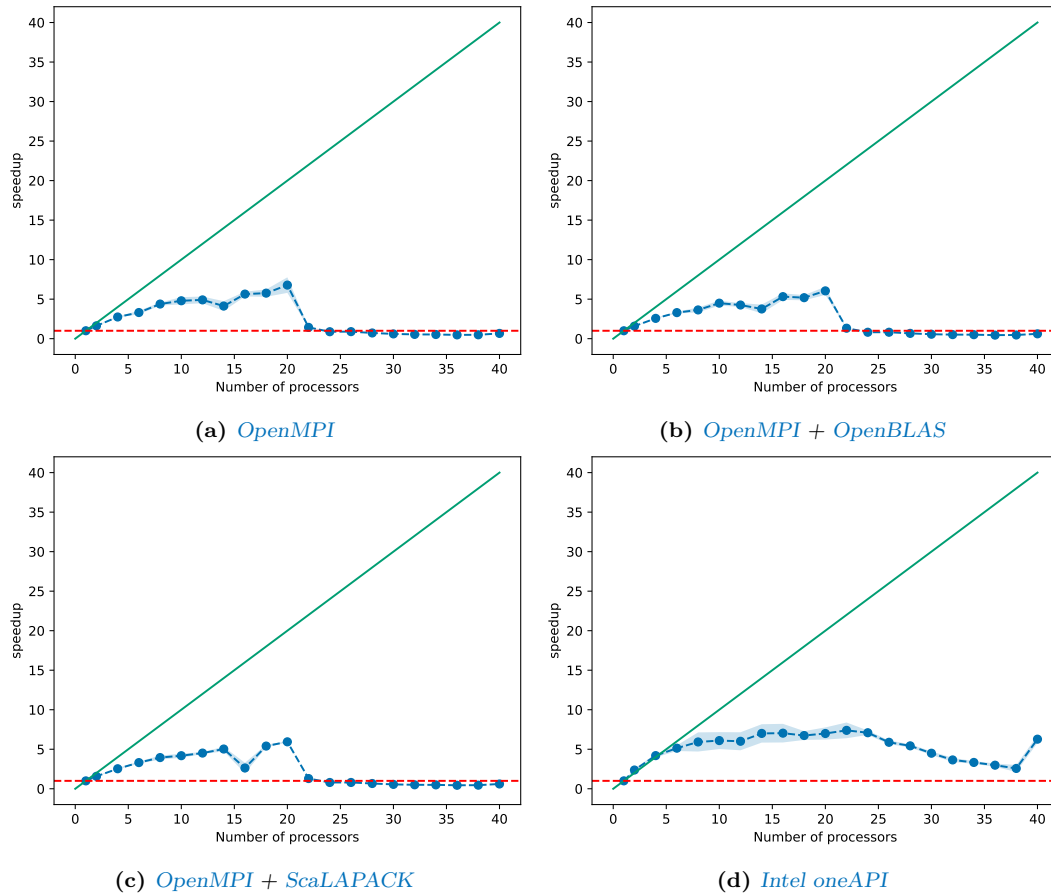 40
35
30
25
20
15
10
5
0
speedup
0 5 10 15 20 25 30 35 40
Number of processors
(a) OpenMPI
40
35
30
25
20
15
10
5
0
speedup
0 5 10 15 20 25 30 35 40
Number of processors
(b) OpenMPI + OpenBLAS
40
35
30
25
20
15
10
5
0
speedup
0 5 10 15 20 25 30 35 40
Number of processors
(c) OpenMPI + ScaLAPACK
40
35
30
25
20
15
10
5
0
speedup
0 5 10 15 20 25 30 35 40
Number of processors
(d) Intel oneAPI